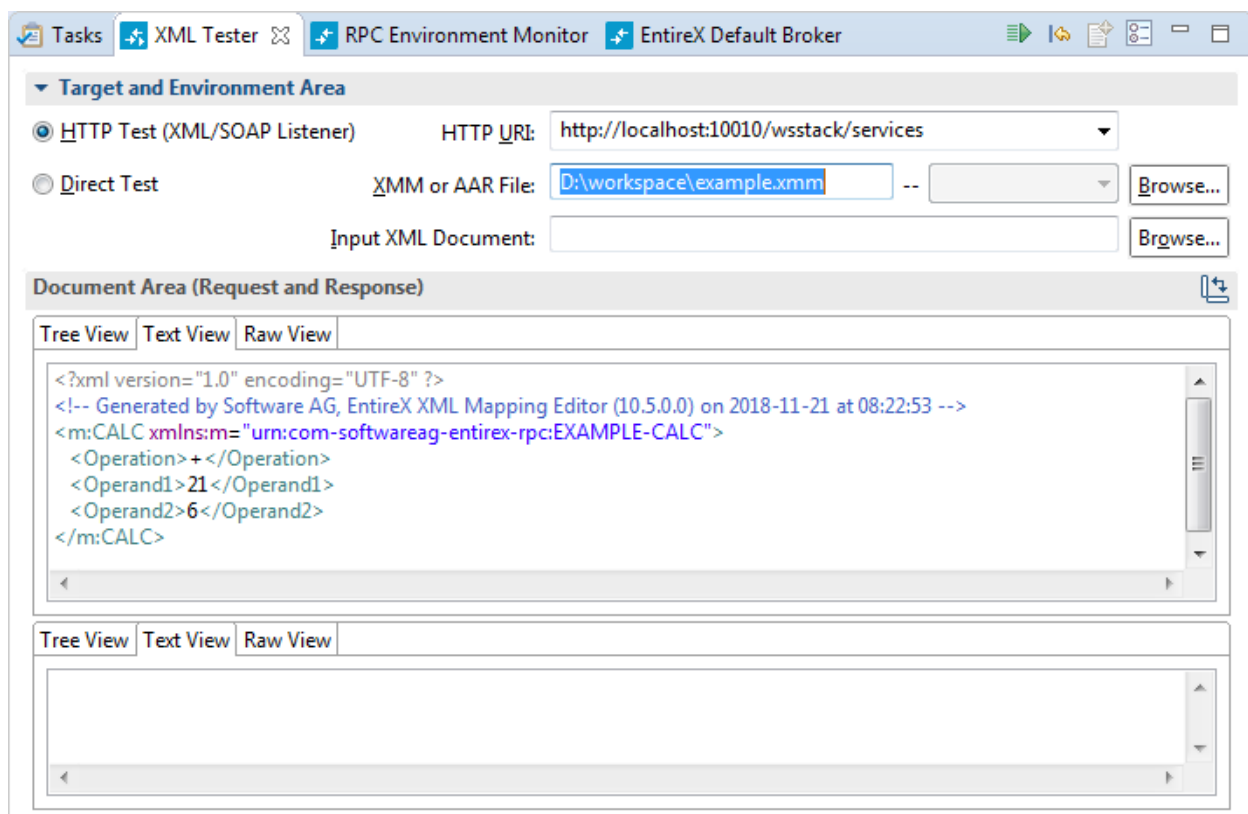 Tasks XML Tester RPC Environment Monitor EntireX Default Broker
Target and Environment Area
HTTP Test (XML/SOAP Listener) HTTP URI: http://localhost:10010/wsstack/services
Direct Test XMM or AAR File: D:\workspace\example.xmm -- Browse...
Input XML Document: Browse...
Document Area (Request and Response)
Tree View Text View Raw View
<?xml version="1.0" encoding="UTF-8" ?>
<!-- Generated by Software AG, EntireX XML Mapping Editor (10.5.0.0) on 2018-11-21 at 08:22:53 -->
<m:CALC xmlns:m="urn:com-softwareag-entirex-rpc:EXAMPLE-CALC">
<Operation>+</Operation>
<Operand1>21</Operand1>
<Operand2>6</Operand2>
</m:CALC>
Tree View Text View Raw View